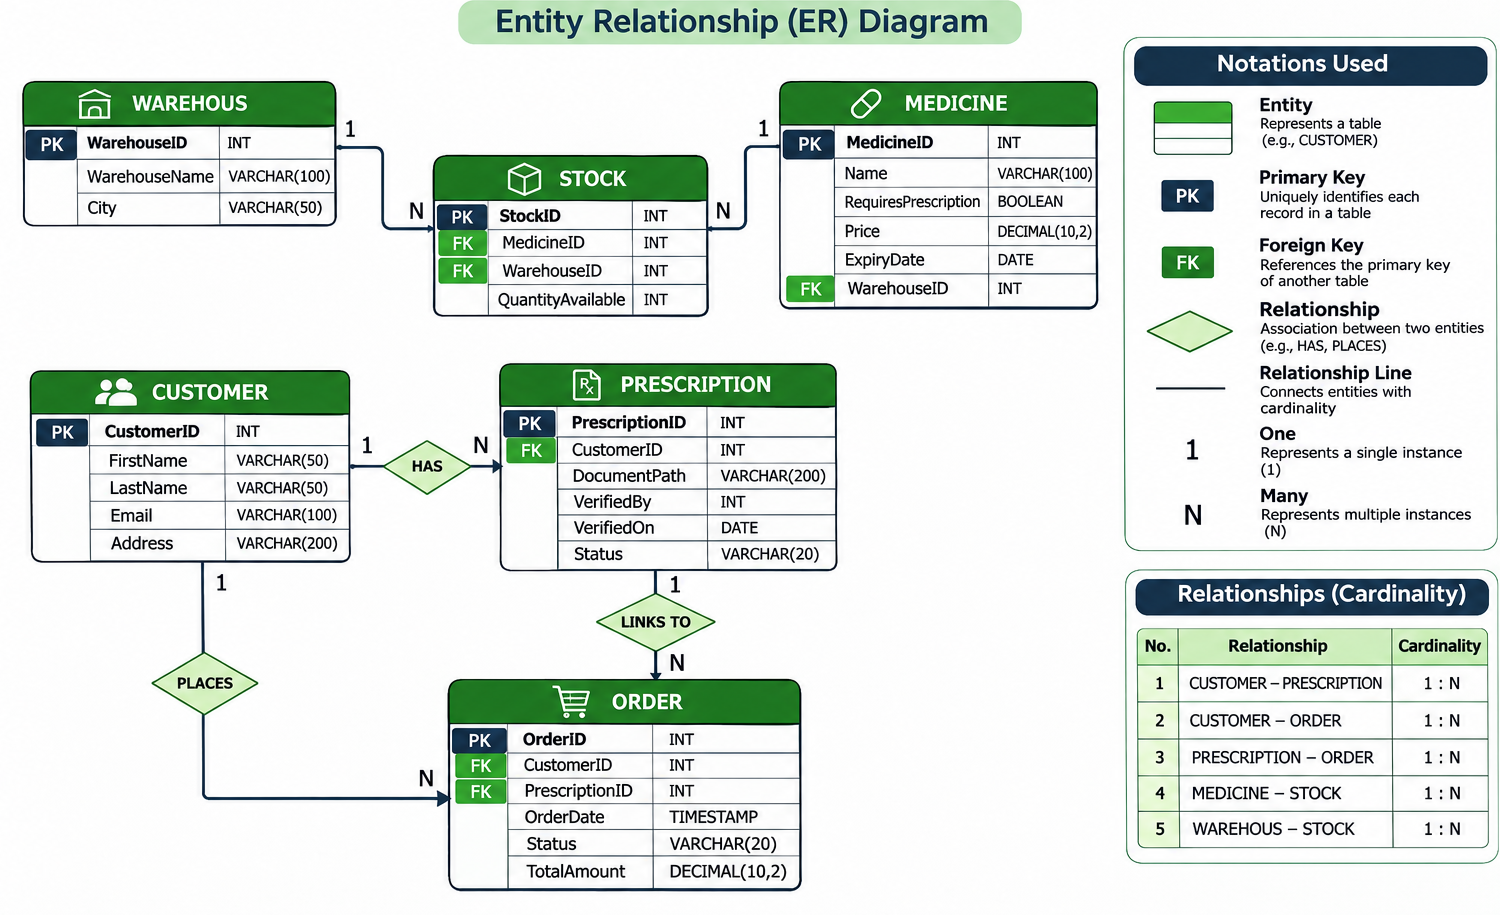 Entity Relationship (ER) Diagram
WAREHOUS
PK WarehouseID INT
WarehouseName VARCHAR(100)
City VARCHAR(50)
1
N
STOCK
PK StockID INT
FK MedicineID INT
FK WarehouseID INT
QuantityAvailable INT
1
N
MEDICINE
PK MedicineID INT
Name VARCHAR(100)
RequiresPrescription BOOLEAN
Price DECIMAL(10,2)
ExpiryDate DATE
FK WarehouseID INT
CUSTOMER
PK CustomerID INT
FirstName VARCHAR(50)
LastName VARCHAR(50)
Email VARCHAR(100)
Address VARCHAR(200)
1 HAS N
PRESCRIPTION
PK PrescriptionID INT
FK CustomerID INT
DocumentPath VARCHAR(200)
VerifiedBy INT
VerifiedOn DATE
Status VARCHAR(20)
1
PLACES
N
1
LINKS TO
N
ORDER
PK OrderID INT
FK CustomerID INT
FK PrescriptionID INT
OrderDate TIMESTAMP
Status VARCHAR(20)
TotalAmount DECIMAL(10,2)
Notations Used
Entity
Represents a table
(e.g., CUSTOMER)
PK
Primary Key
Uniquely identifies each
record in a table
FK
Foreign Key
References the primary key
of another table
Relationship
Association between two entities
(e.g., HAS, PLACES)
Relationship Line
Connects entities with
cardinality
1
One
Represents a single instance
(1)
N
Many
Represents multiple instances
(N)
Relationships (Cardinality)
No. Relationship Cardinality
1 CUSTOMER – PRESCRIPTION 1 : N
2 CUSTOMER – ORDER 1 : N
3 PRESCRIPTION – ORDER 1 : N
4 MEDICINE – STOCK 1 : N
5 WAREHOUS – STOCK 1 : N